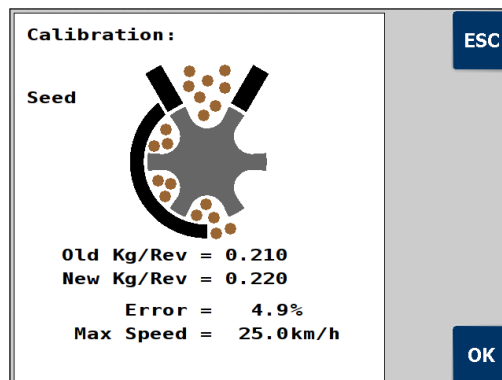 Calibration:
ESC
Seed
Old Kg/Rev = 0.210
New Kg/Rev = 0.220
Error = 4.9%
Max Speed = 25.0km/h
OK